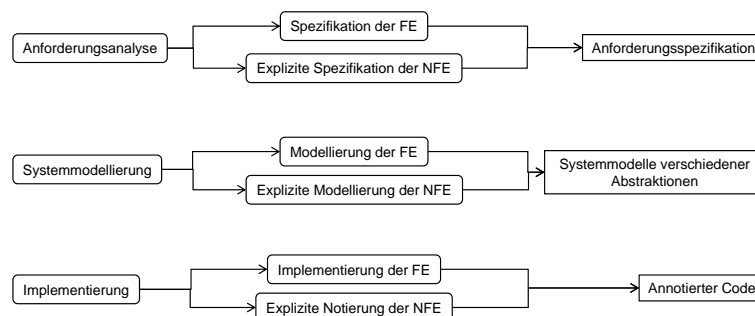 Anforderungsanalyse
Spezifikation der FE
Explizite Spezifikation der NFE
Anforderungsspezifikation
Systemmodellierung
Modellierung der FE
Explizite Modellierung der NFE
Systemmodelle verschiedener
Abstraktionen
Implementierung
Implementierung der FE
Explizite Notierung der NFE
Annotierter Code